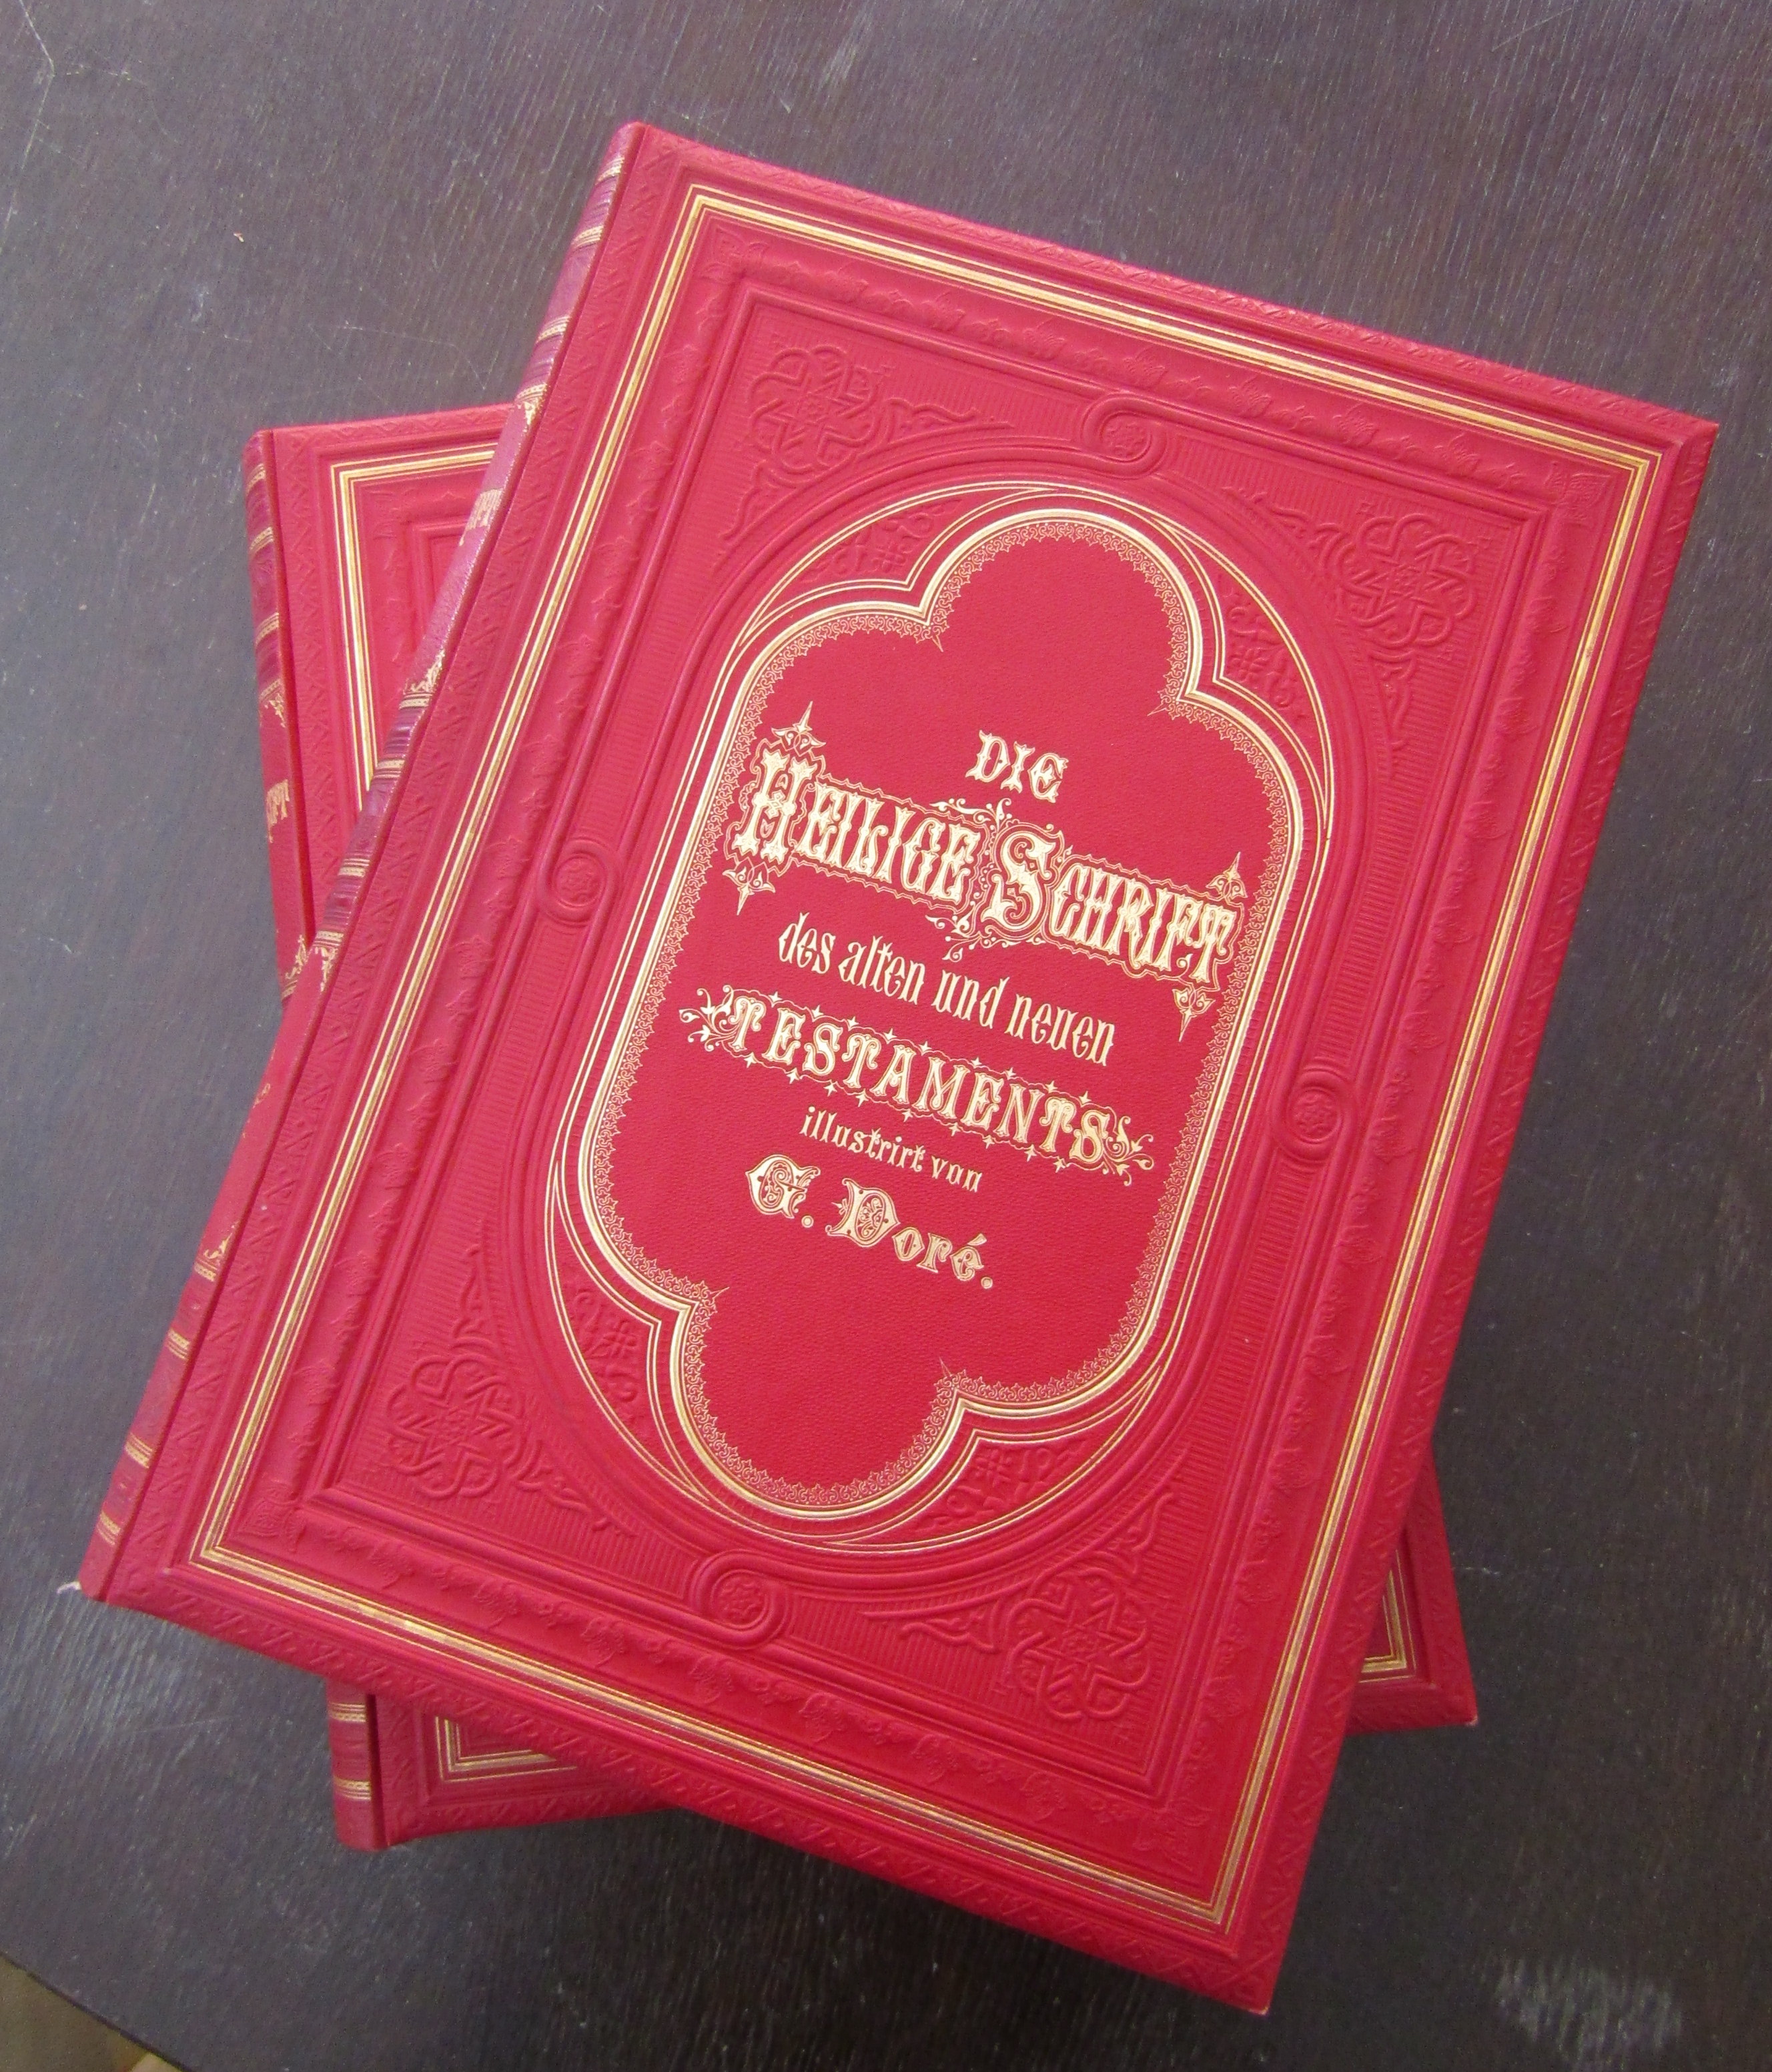 DIE
HEILIGE SCHRIFT
des alten und neuen
TESTAMENTS
illustrirt von
G. Doré.